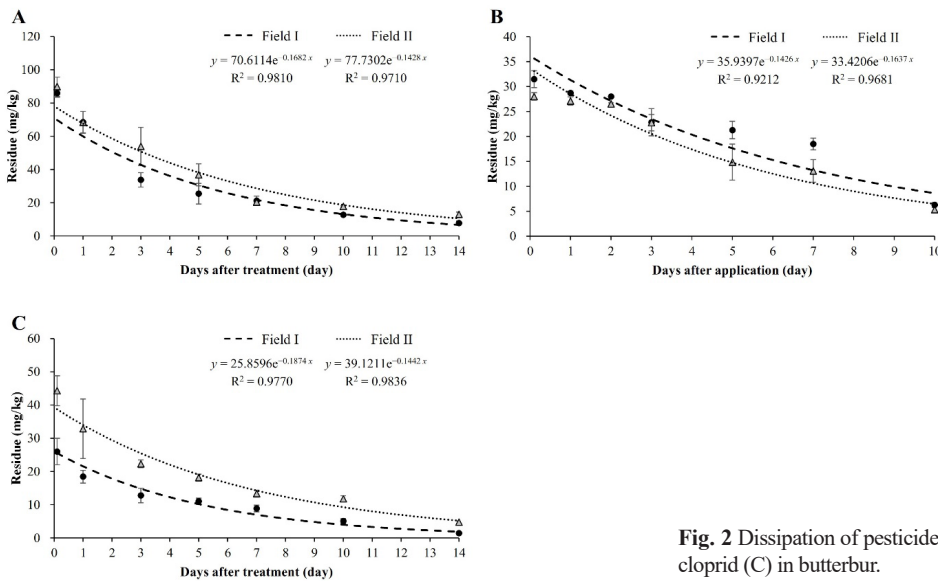 A
Field I Field II
y = 70.6114e^−0.1682 x y = 77.7302e^−0.1428 x
R² = 0.9810 R² = 0.9710
Residue (mg/kg)
120
100
80
60
40
20
0
0 1 2 3 4 5 6 7 8 9 10 11 12 13 14
Days after treatment (day)
B
Field I Field II
y = 35.9397e^−0.1426 x y = 33.4206e^−0.1637 x
R² = 0.9212 R² = 0.9681
Residue (mg/kg)
40
35
30
25
20
15
10
5
0
0 1 2 3 4 5 6 7 8 9 10
Days after application (day)
C
Field I Field II
y = 25.8596e^−0.1874 x y = 39.1211e^−0.1442 x
R² = 0.9770 R² = 0.9836
Residue (mg/kg)
60
50
40
30
20
10
0
0 1 2 3 4 5 6 7 8 9 10 11 12 13 14
Days after treatment (day)
Fig. 2 Dissipation of pesticide
cloprid (C) in butterbur.